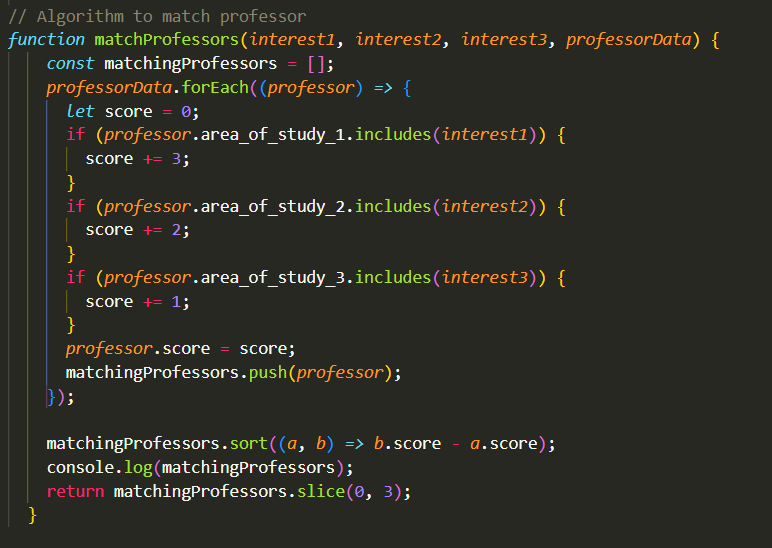 // Algorithm to match professor
function matchProfessors(interest1, interest2, interest3, professorData) {
    const matchingProfessors = [];
    professorData.forEach((professor) => {
      let score = 0;
      if (professor.area_of_study_1.includes(interest1)) {
        score += 3;
      }
      if (professor.area_of_study_2.includes(interest2)) {
        score += 2;
      }
      if (professor.area_of_study_3.includes(interest3)) {
        score += 1;
      }
      professor.score = score;
      matchingProfessors.push(professor);
    });

    matchingProfessors.sort((a, b) => b.score - a.score);
    console.log(matchingProfessors);
    return matchingProfessors.slice(0, 3);
  }